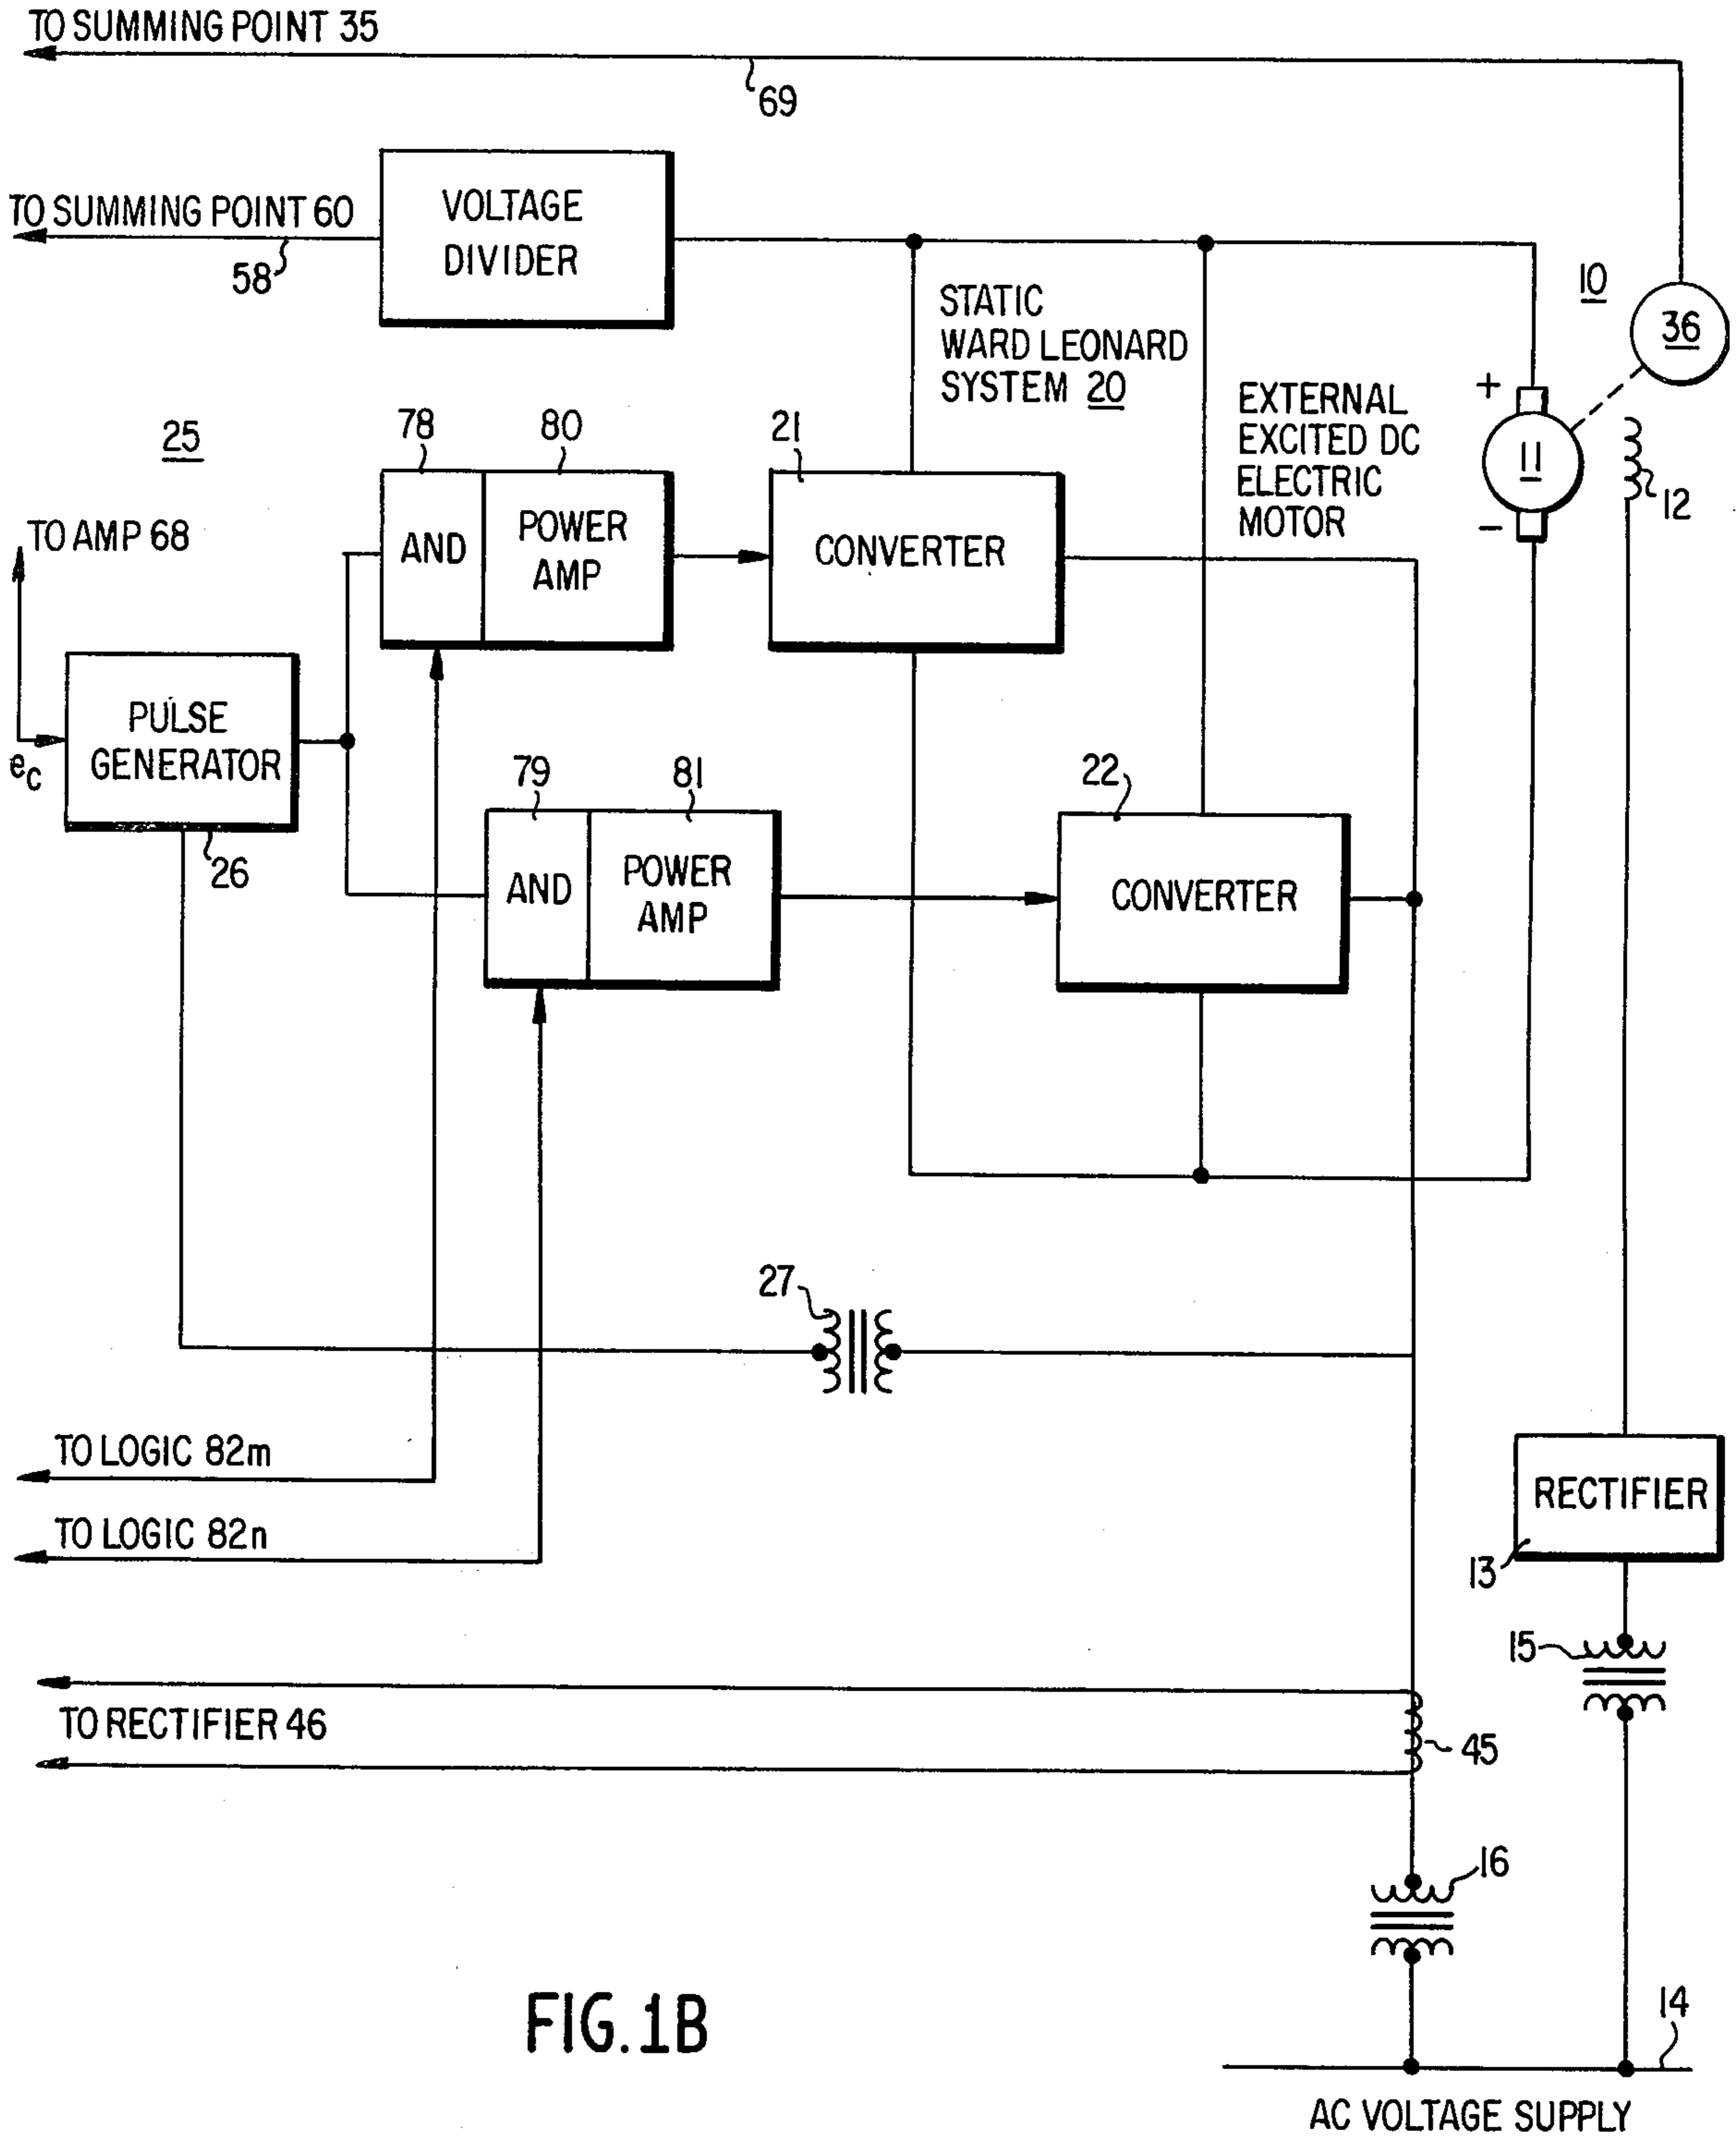 TO SUMMING POINT 35
69
TO SUMMING POINT 60
58
VOLTAGE
DIVIDER
STATIC
WARD LEONARD
SYSTEM 20
10
36
EXTERNAL
EXCITED DC
ELECTRIC
MOTOR
+
11
-
12
25
78
80
21
TO AMP 68
AND
POWER
AMP
CONVERTER
PULSE
GENERATOR
ec
26
79
81
22
AND
POWER
AMP
CONVERTER
27
TO LOGIC 82m
TO LOGIC 82n
RECTIFIER
13
15
TO RECTIFIER 46
45
16
14
FIG. 1B
AC VOLTAGE SUPPLY